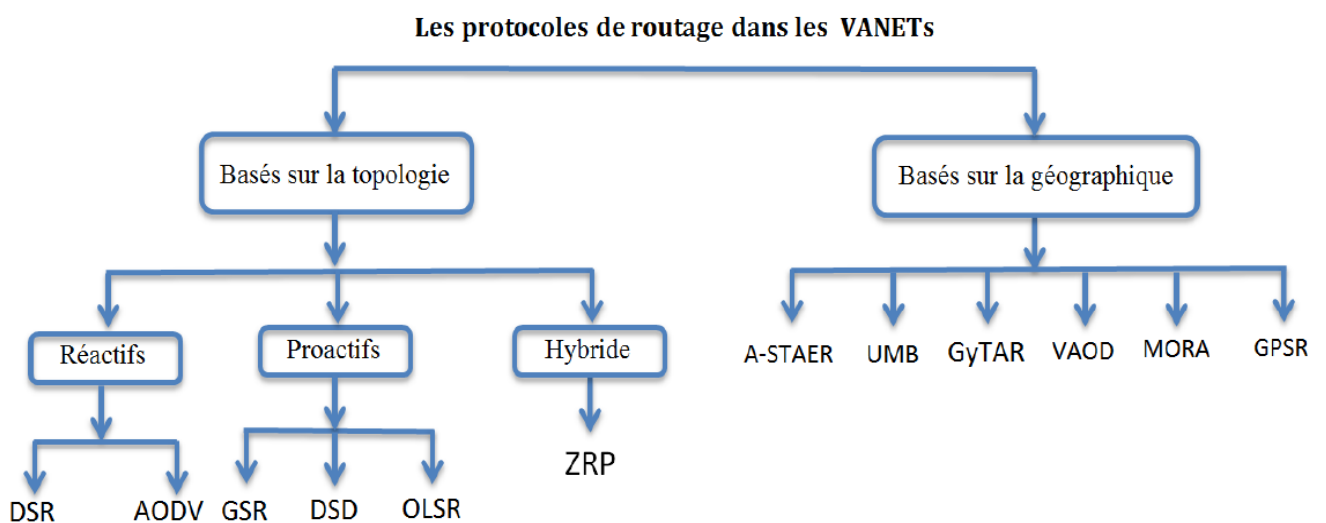 Les protocoles de routage dans les VANETs
Basés sur la topologie
Basés sur la géographique
Réactifs
Proactifs
Hybride
A-STAER
UMB
GyTAR
VAOD
MORA
GPSR
ZRP
DSR
AODV
GSR
DSD
OLSR